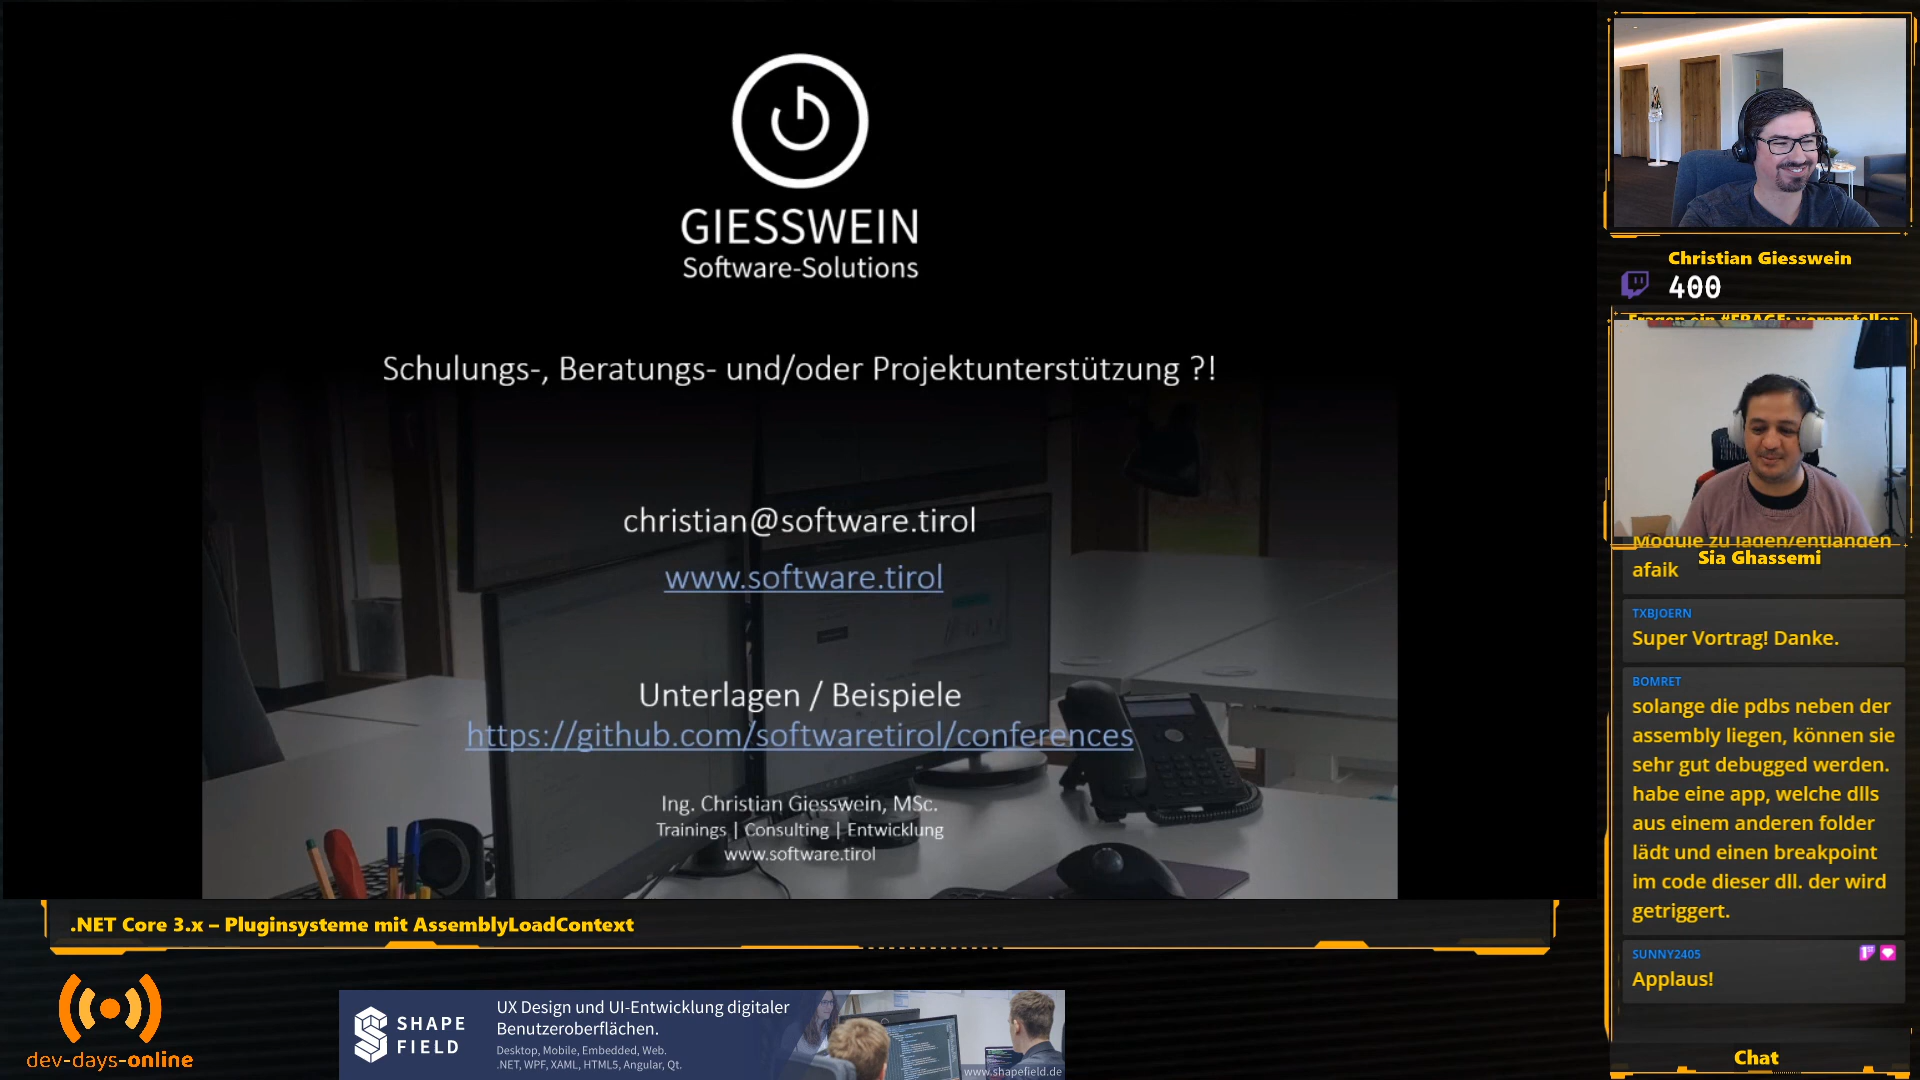 GIESSWEIN
Software-Solutions
Schulungs-, Beratungs- und/oder Projektunterstützung ?!
christian@software.tirol
www.software.tirol
Unterlagen / Beispiele
https://github.com/softwaretirol/conferences
Ing. Christian Giesswein, MSc.
Trainings | Consulting | Entwicklung
www.software.tirol
.NET Core 3.x – Pluginsysteme mit AssemblyLoadContext
dev-days-online
SHAPE
FIELD
UX Design und UI-Entwicklung digitaler
Benutzeroberflächen.
Desktop, Mobile, Embedded, Web.
.NET, WPF, XAML, HTML5, Angular, Qt.
www.shapefield.de
Christian Giesswein
400
Fragen ein #FRAGE: voranstellen
Module zu laden/entladen
Sia Ghassemi
afaik
TXBJOERN
Super Vortrag! Danke.
BOMRET
solange die pdbs neben der
assembly liegen, können sie
sehr gut debugged werden.
habe eine app, welche dlls
aus einem anderen folder
lädt und einen breakpoint
im code dieser dll. der wird
getriggert.
SUNNY2405
Applaus!
Chat